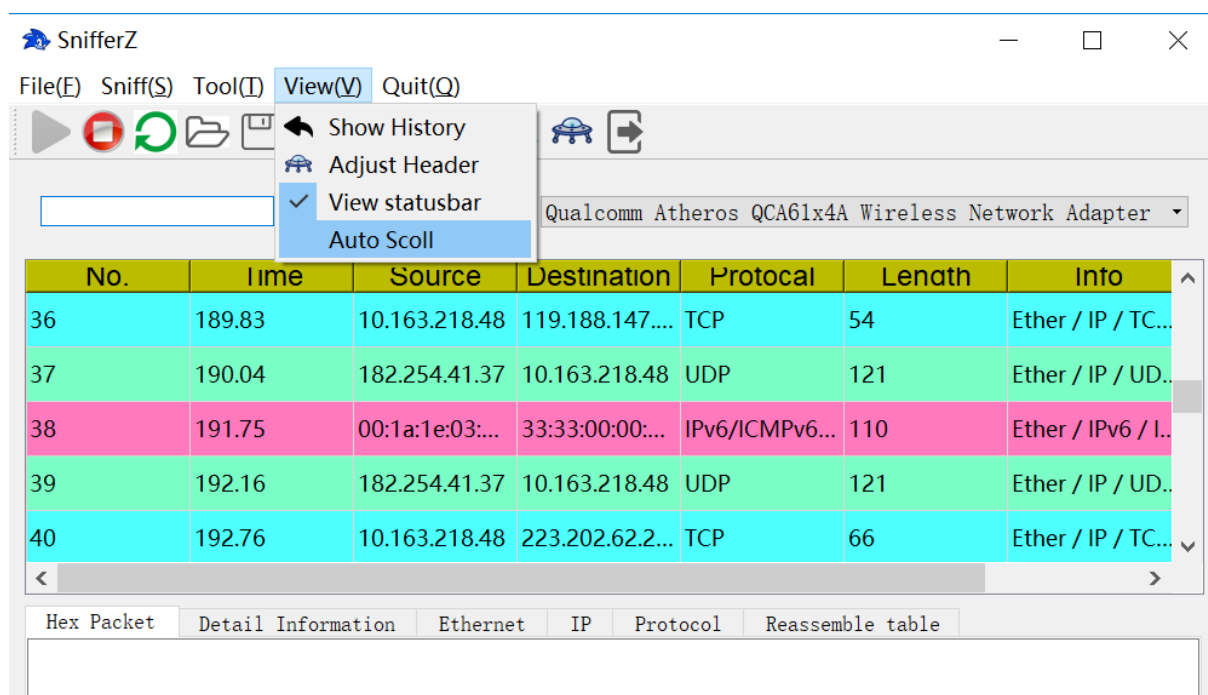 SnifferZ
File(F) Sniff(S) Tool(T) View(V) Quit(Q)
Show History
Adjust Header
View statusbar
Auto Scoll
Qualcomm Atheros QCA61x4A Wireless Network Adapter
No. Time Source Destination Protocal Length Info
36 189.83 10.163.218.48 119.188.147.... TCP 54 Ether / IP / TC...
37 190.04 182.254.41.37 10.163.218.48 UDP 121 Ether / IP / UD..
38 191.75 00:1a:1e:03:... 33:33:00:00:... IPv6/ICMPv6... 110 Ether / IPv6 / I..
39 192.16 182.254.41.37 10.163.218.48 UDP 121 Ether / IP / UD..
40 192.76 10.163.218.48 223.202.62.2... TCP 66 Ether / IP / TC...
Hex Packet Detail Information Ethernet IP Protocol Reassemble table